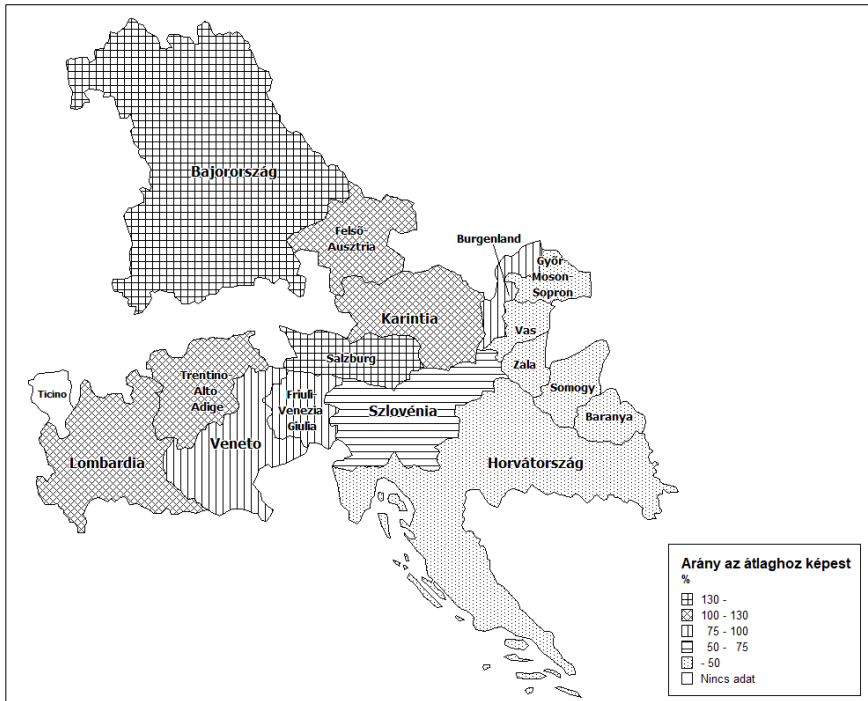 Bajorország
Felső-
Ausztria
Burgenland
Győr-
Moson-
Sopron
Karintia
Vas
Salzburg
Zala
Ticino
Trentino-
Alto
Adige
Friuli-
Venezia
Giulia
Somogy
Szlovénia
Baranya
Veneto
Lombardia
Horvátország
Arány az átlaghoz képest
%
130 -
100 - 130
75 - 100
50 - 75
- 50
Nincs adat